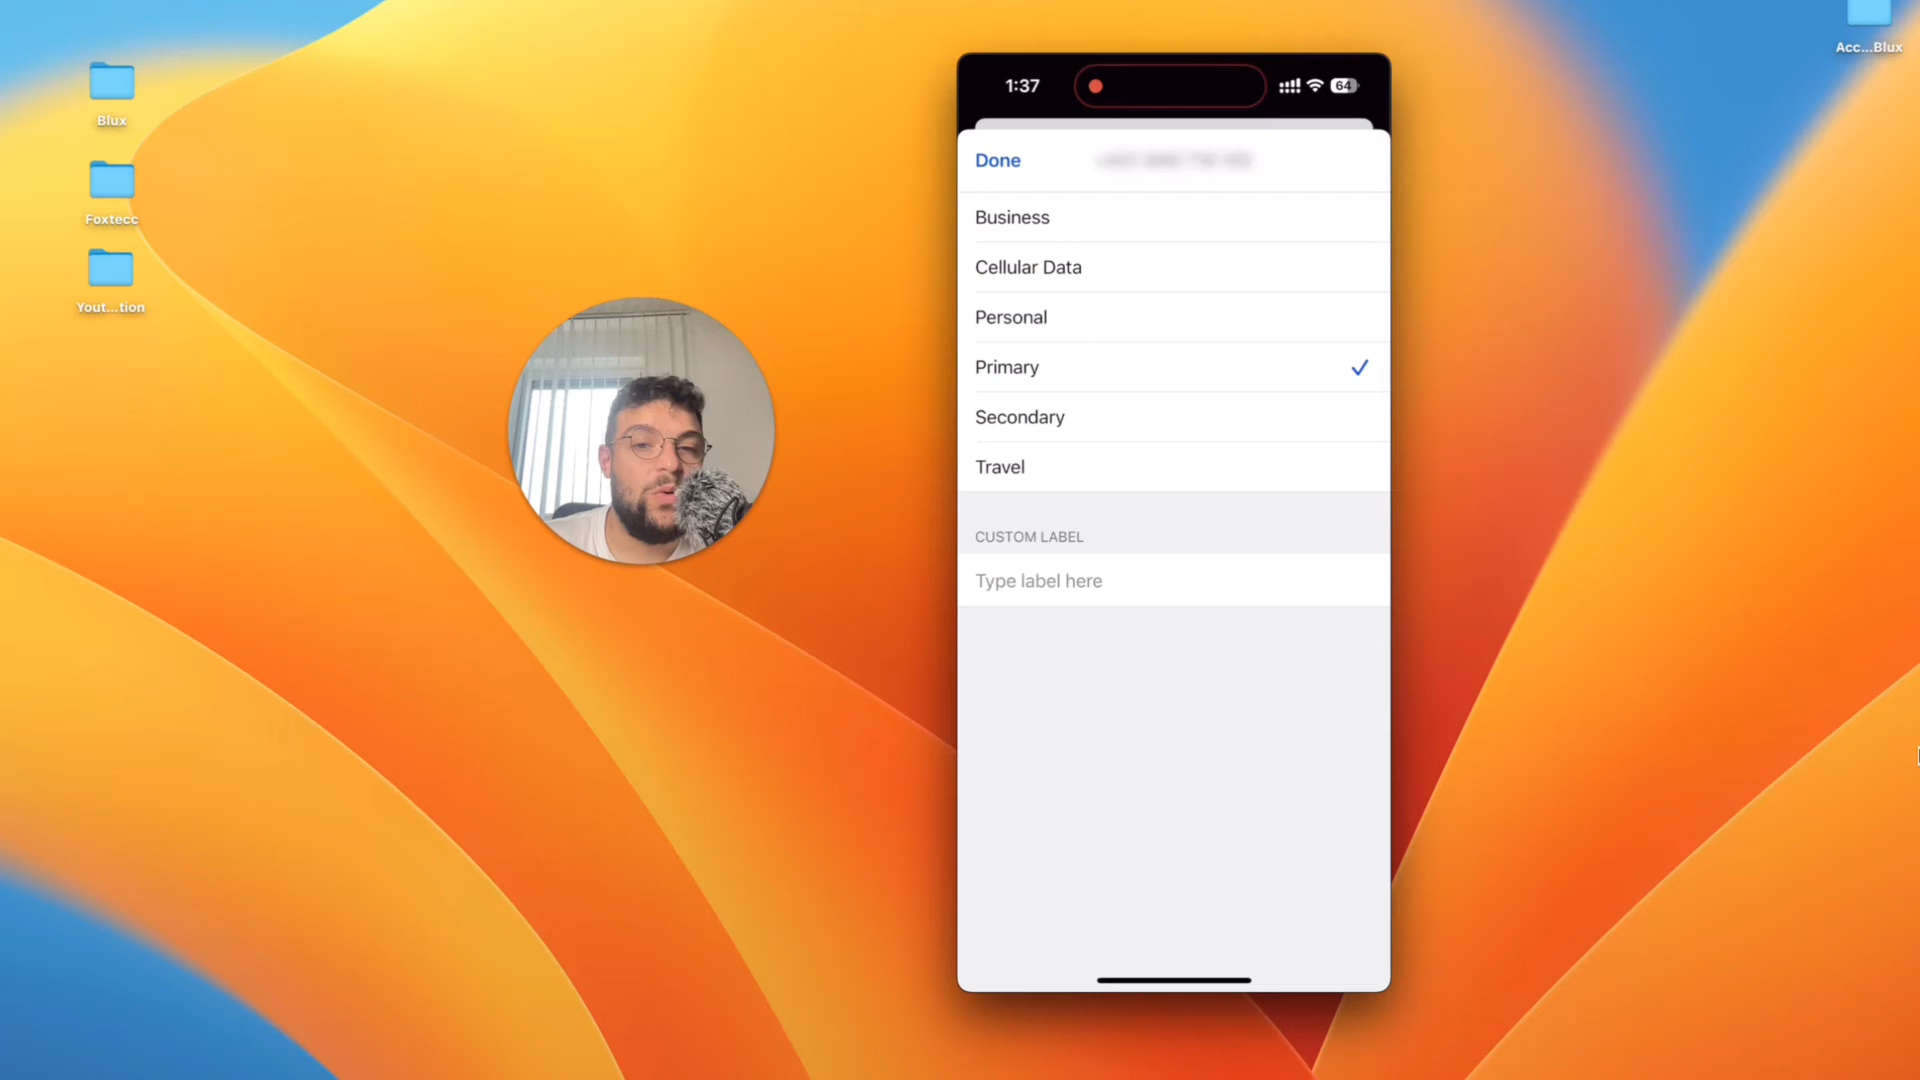 Acc...Blux
Blux
Foxtecc
Yout...tion
1:37
64
Done
Business
Cellular Data
Personal
Primary
Secondary
Travel
CUSTOM LABEL
Type label here